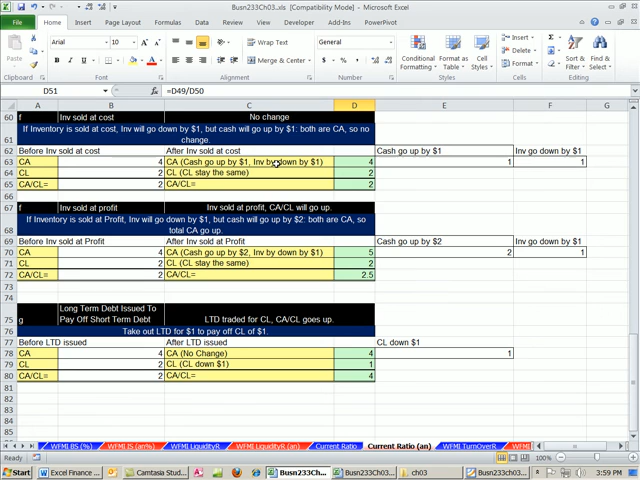 Busn233Ch03.xls [Compatibility Mode] - Microsoft Excel
File Home Insert Page Layout Formulas Data Review View Developer Add-Ins PowerPivot
Arial 10 Wrap Text General Insert
Paste Merge & Center Conditional Formatting Format as Table Cell Styles Delete Format Sort & Filter Find & Select
Clipboard Font Alignment Number Styles Cells Editing
D51 =D49/D50
A B C D E F G
60 f Inv sold at cost No change
If Inventory is sold at cost, Inv will go down by $1, but cash will go up by $1: both are CA, so no
61 change.
62 Before Inv sold at cost After Inv sold at cost Cash go up by $1 Inv go down by $1
63 CA 4 CA (Cash go up by $1, Inv by down by $1) 4 1 1
64 CL 2 CL (CL stay the same) 2
65 CA/CL= 2 CA/CL= 2
66
67 f Inv sold at profit Inv sold at profit, CA/CL will go up.
If Inventory is sold at Profit, Inv will go down by $1, but cash will go up by $2: both are CA, so
68 total CA go up.
69 Before Inv sold at Profit After Inv sold at Profit Cash go up by $2 Inv go down by $1
70 CA 4 CA (Cash go up by $2, Inv by down by $1) 5 2 1
71 CL 2 CL (CL stay the same) 2
72 CA/CL= 2 CA/CL= 2.5
73
74
Long Term Debt Issued To
75 g Pay Off Short Term Debt LTD traded for CL, CA/CL goes up.
76 Take out LTD for $1 to pay off CL of $1.
77 Before LTD issued After LTD issued CL down $1
78 CA 4 CA (No Change) 4 1
79 CL 2 CL (CL down $1) 1
80 CA/CL= 2 CA/CL= 4
81
82
83
84
85
WFMI BS (%) WFMI IS (an%) WFMI LiquidityR WFMI LiquidityR (an) Current Ratio Current Ratio (an) WFMI TurnOverR WFMI
Ready 100%
Start Excel Finance ... Camtasia Stud... Busn233Ch... Busn233ch03... ch03 Busn233ch03... 3:59 PM